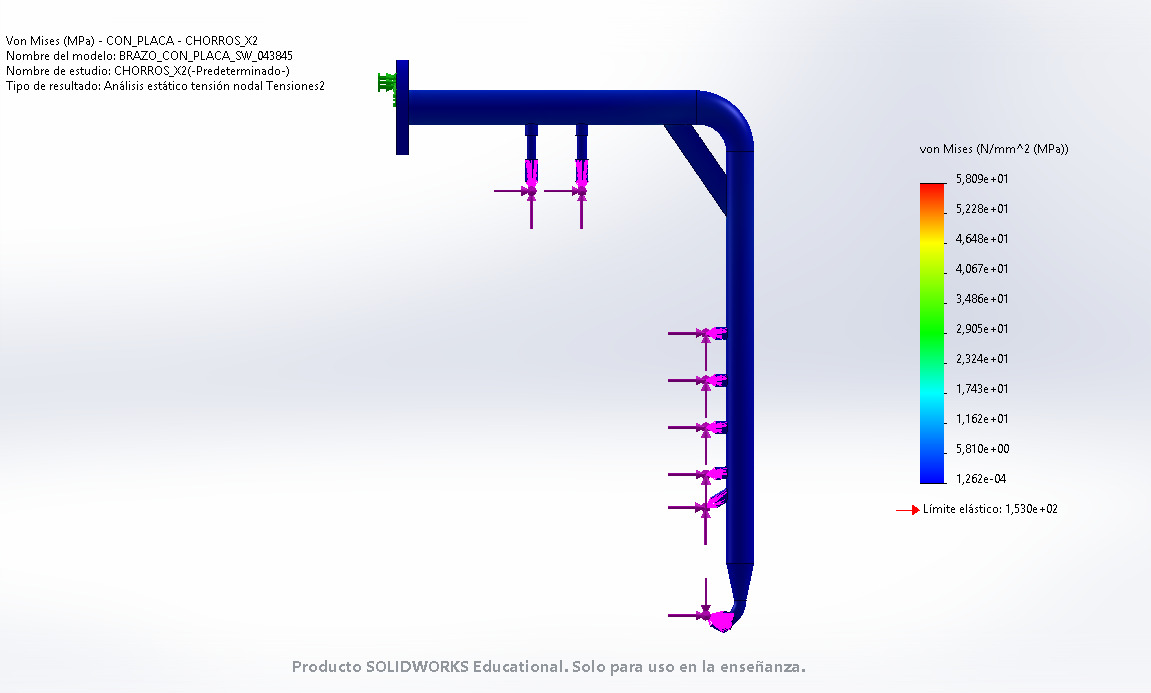 Von Mises (MPa) - CON_PLACA - CHORROS_X2
Nombre del modelo: BRAZO_CON_PLACA_SW_043845
Nombre de estudio: CHORROS_X2(-Predeterminado-)
Tipo de resultado: Análisis estático tensión nodal Tensiones2
von Mises (N/mm^2 (MPa))
5,809e+01
5,228e+01
4,648e+01
4,067e+01
3,486e+01
2,905e+01
2,324e+01
1,743e+01
1,162e+01
5,810e+00
1,262e-04
Límite elástico: 1,530e+02
Producto SOLIDWORKS Educational. Solo para uso en la enseñanza.